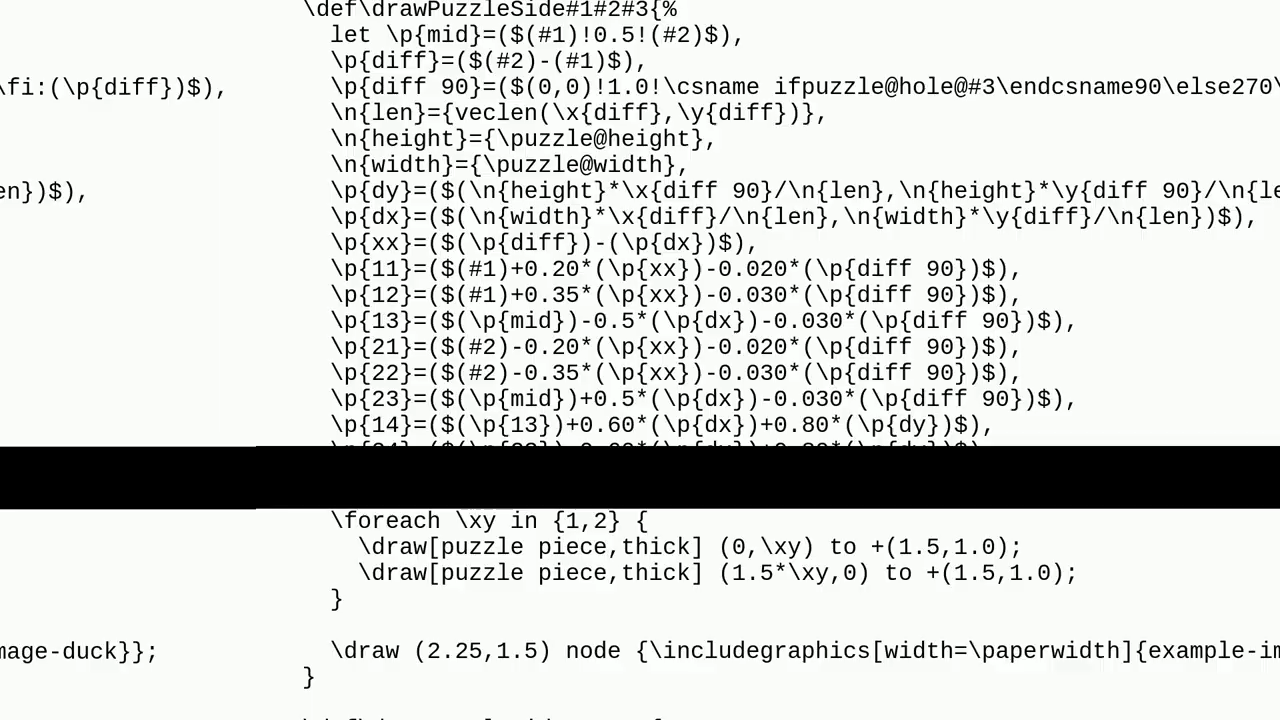 \def\drawPuzzleSide#1#2#3{%
let \p{mid}=($(#1)!0.5!(#2)$),
\p{diff}=($(#2)-(#1)$),
\fi:(\p{diff})$), \p{diff 90}=($(0,0)!1.0!\csname ifpuzzle@hole@#3\endcsname90\else270\
\n{len}={veclen(\x{diff},\y{diff})},
\n{height}={\puzzle@height},
\n{width}={\puzzle@width},
en})$), \p{dy}=($(\n{height}*\x{diff 90}/\n{len},\n{height}*\y{diff 90}/\n{le
\p{dx}=($(\n{width}*\x{diff}/\n{len},\n{width}*\y{diff}/\n{len})$),
\p{xx}=($(\p{diff})-(\p{dx})$),
\p{11}=($(#1)+0.20*(\p{xx})-0.020*(\p{diff 90})$),
\p{12}=($(#1)+0.35*(\p{xx})-0.030*(\p{diff 90})$),
\p{13}=($(\p{mid})-0.5*(\p{dx})-0.030*(\p{diff 90})$),
\p{21}=($(#2)-0.20*(\p{xx})-0.020*(\p{diff 90})$),
\p{22}=($(#2)-0.35*(\p{xx})-0.030*(\p{diff 90})$),
\p{23}=($(\p{mid})+0.5*(\p{dx})-0.030*(\p{diff 90})$),
\p{14}=($(\p{13})+0.60*(\p{dx})+0.80*(\p{dy})$),
\foreach \xy in {1,2} {
\draw[puzzle piece,thick] (0,\xy) to +(1.5,1.0);
\draw[puzzle piece,thick] (1.5*\xy,0) to +(1.5,1.0);
}
mage-duck}}; \draw (2.25,1.5) node {\includegraphics[width=\paperwidth]{example-im
}